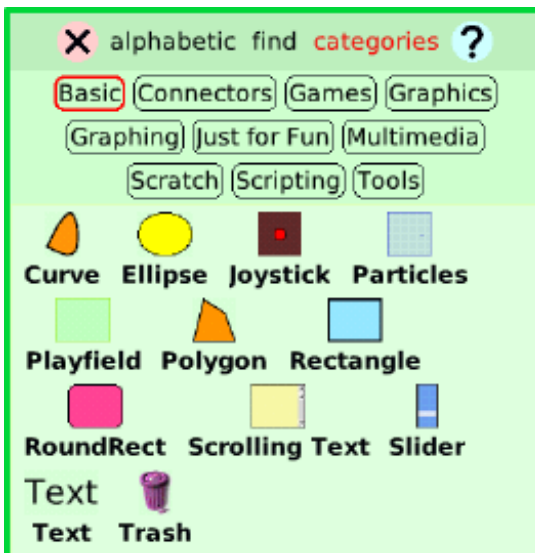 alphabetic find categories ?
Basic Connectors Games Graphics
Graphing Just for Fun Multimedia
Scratch Scripting Tools
Curve Ellipse Joystick Particles
Playfield Polygon Rectangle
RoundRect Scrolling Text Slider
Text
Text Trash